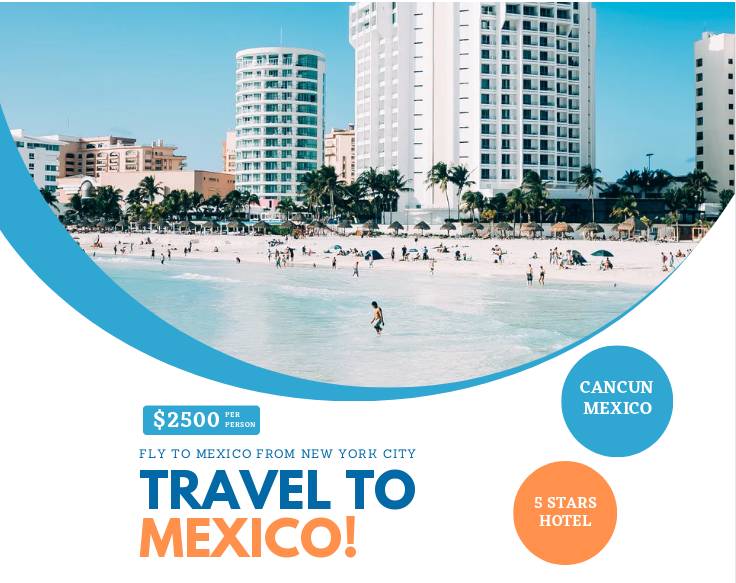 $2500 PER
PERSON
FLY TO MEXICO FROM NEW YORK CITY
TRAVEL TO
MEXICO!
CANCUN
MEXICO
5 STARS
HOTEL